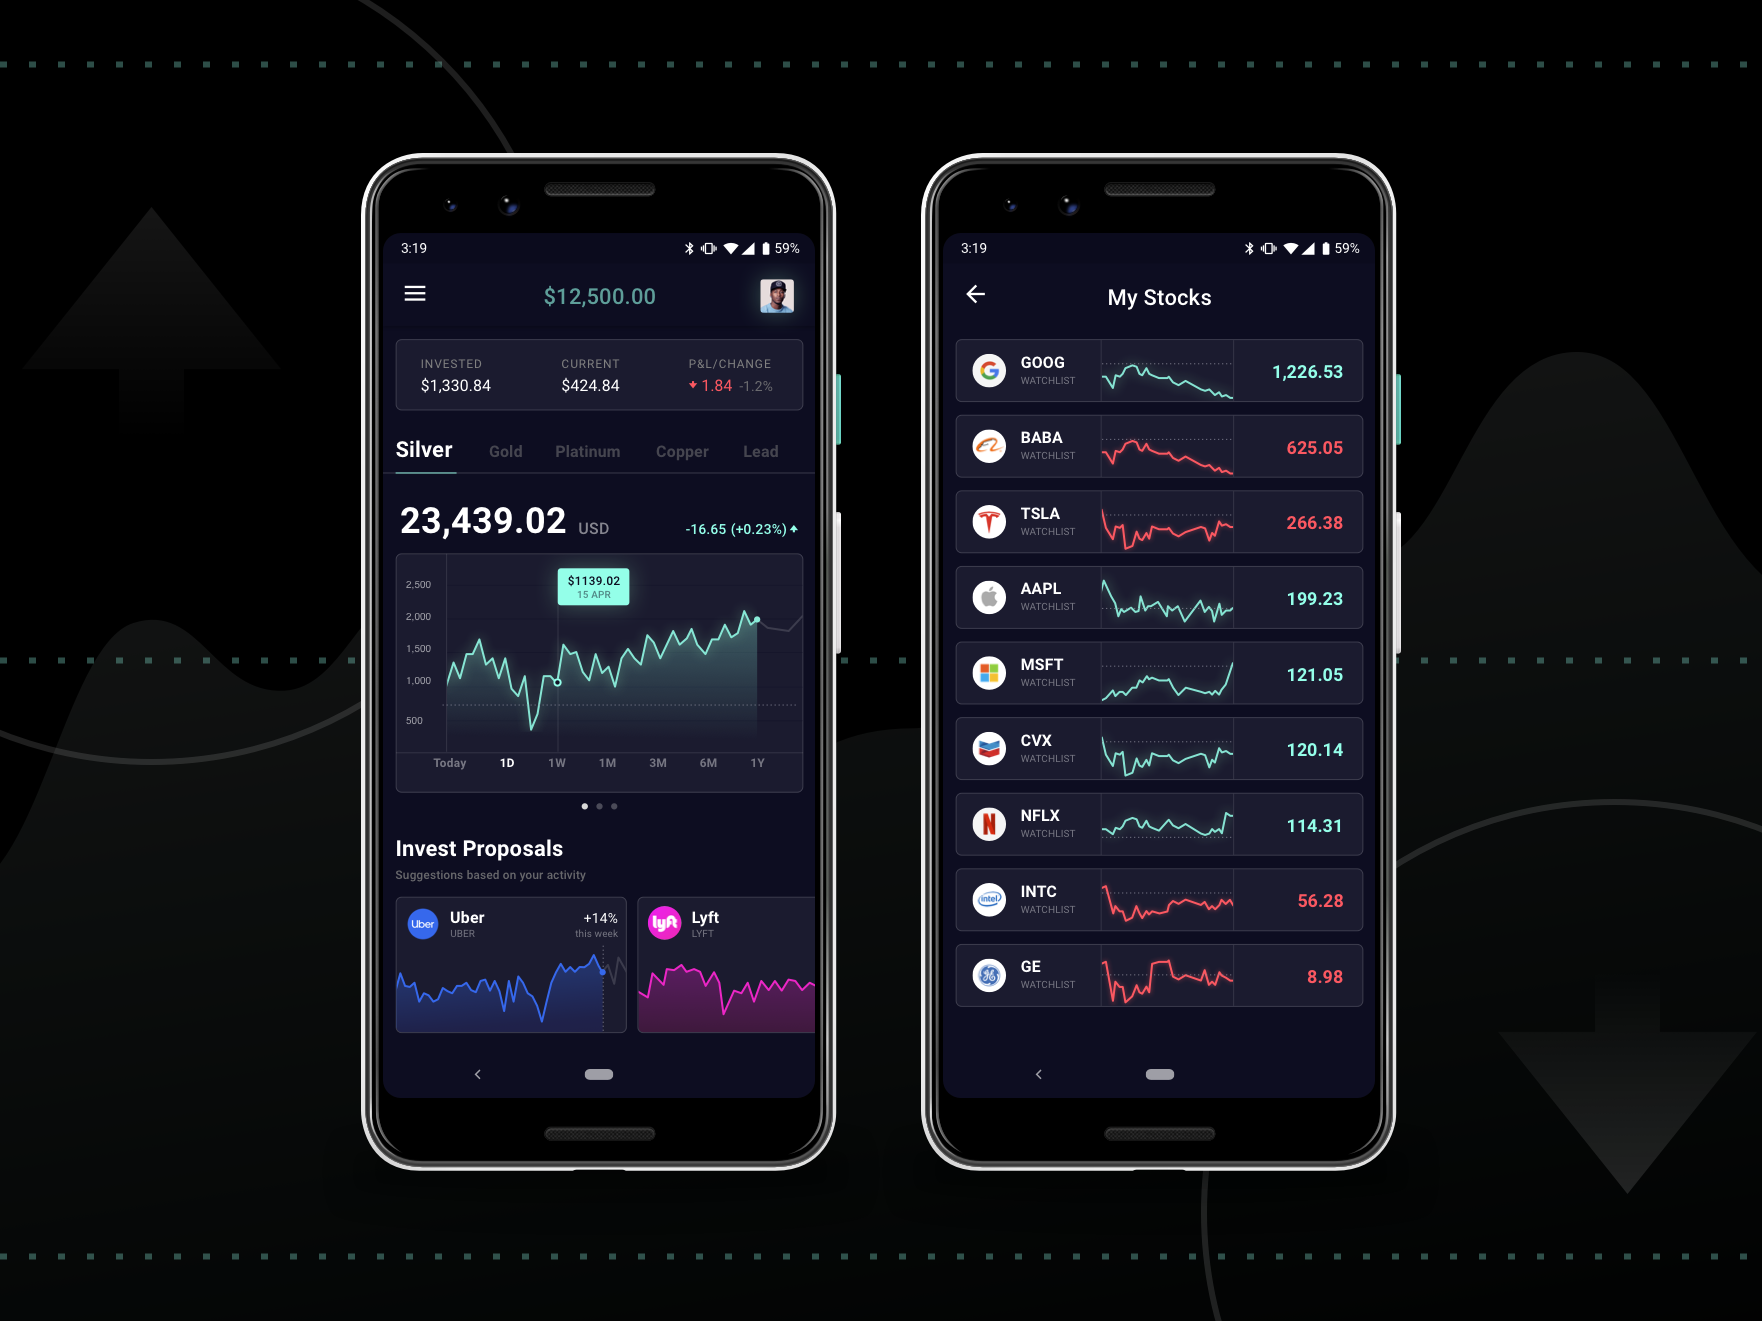 3:19 59%
$12,500.00
INVESTED CURRENT P&L/CHANGE
$1,330.84 $424.84 1.84 -1.2%
Silver Gold Platinum Copper Lead
23,439.02 USD -16.65 (+0.23%)
$1139.02
15 APR
2,500
2,000
1,500
1,000
500
Today 1D 1W 1M 3M 6M 1Y
Invest Proposals
Suggestions based on your activity
Uber Uber +14%
UBER this week
lyft Lyft
LYFT
3:19 59%
My Stocks
GOOG
WATCHLIST
1,226.53
BABA
WATCHLIST
625.05
TSLA
WATCHLIST
266.38
AAPL
WATCHLIST
199.23
MSFT
WATCHLIST
121.05
CVX
WATCHLIST
120.14
NFLX
WATCHLIST
114.31
intel INTC
WATCHLIST
56.28
GE
WATCHLIST
8.98